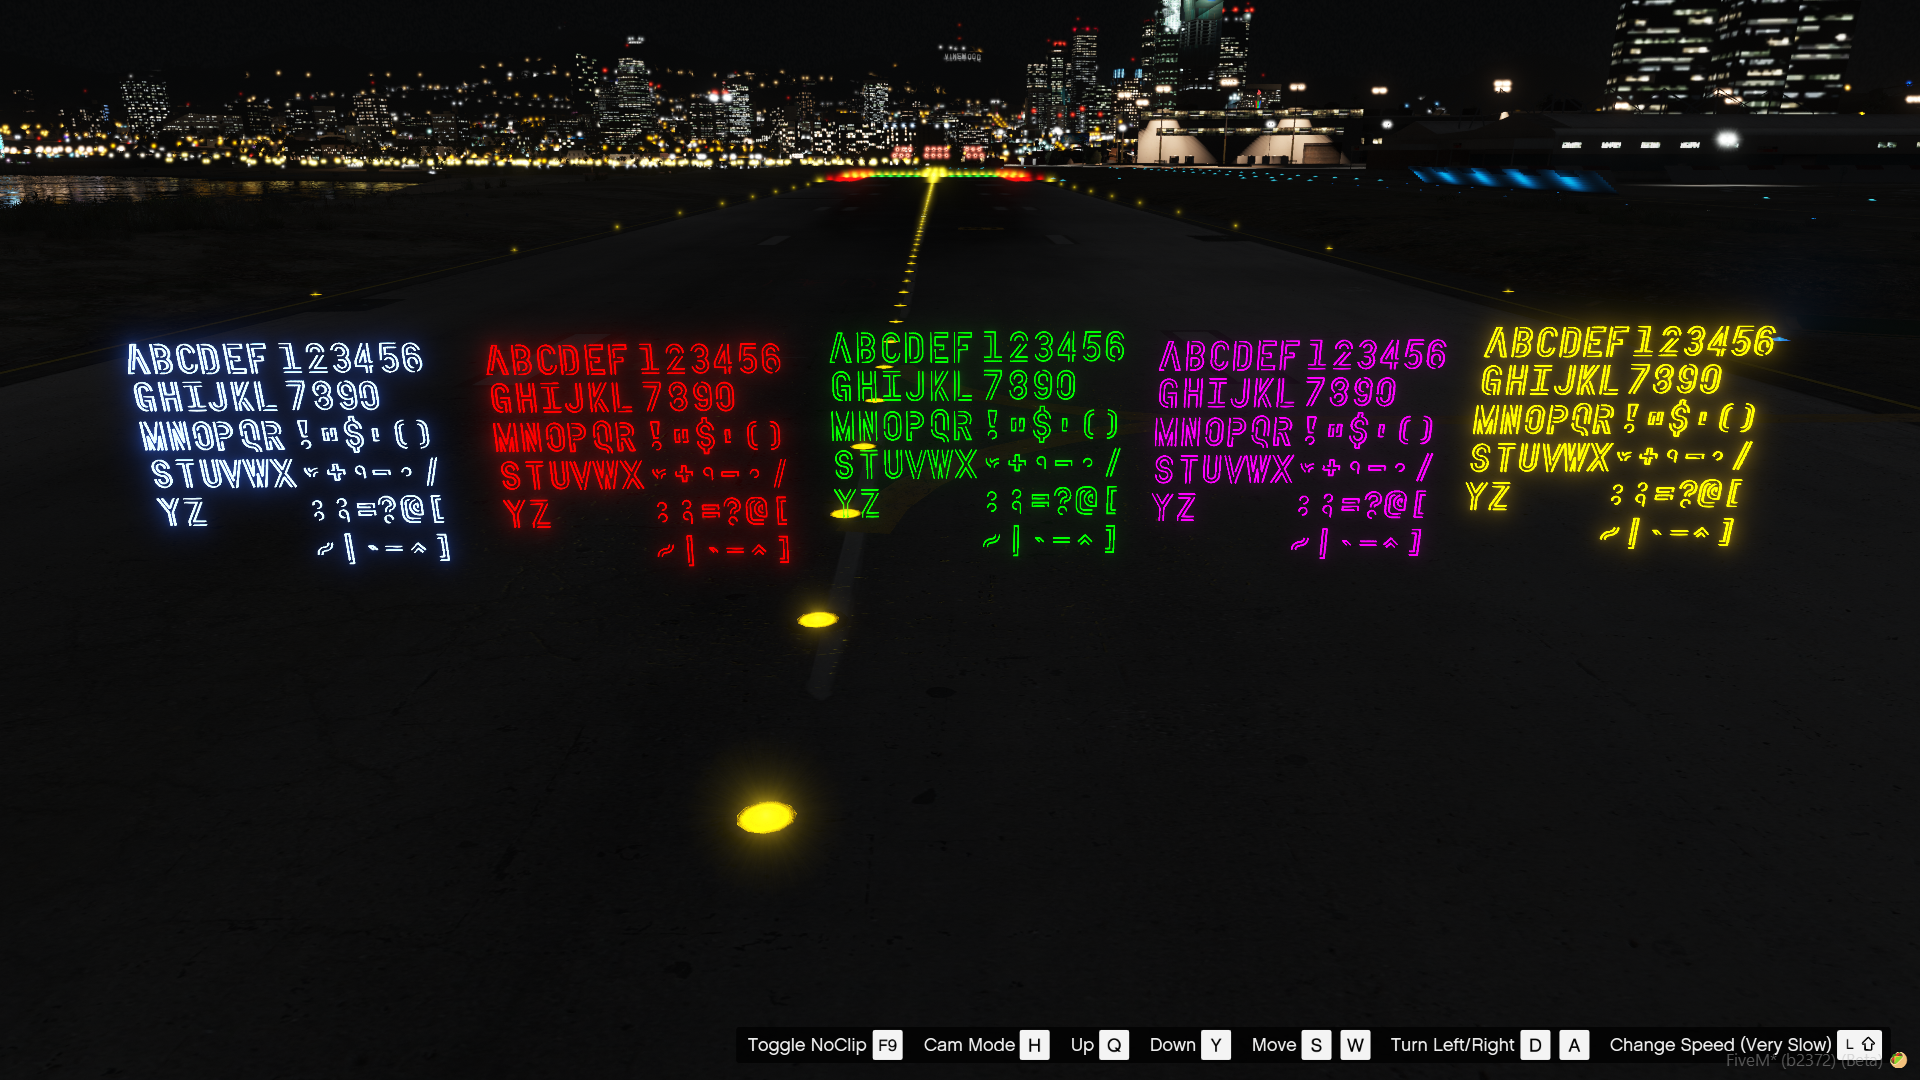 VINEWOOD
ABCDEF 123456
GHIJKL 7890
MNOPQR ! " $ ' ( )
STUVWX * + , - . /
YZ : ; = ? @ [
~ | ` = ^ ]
ABCDEF 123456
GHIJKL 7890
MNOPQR ! " $ ' ( )
STUVWX * + , - . /
YZ : ; = ? @ [
~ | ` = ^ ]
ABCDEF 123456
GHIJKL 7890
MNOPQR ! " $ ' ( )
STUVWX * + , - . /
YZ : ; = ? @ [
~ | ` = ^ ]
ABCDEF 123456
GHIJKL 7890
MNOPQR ! " $ ' ( )
STUVWX * + , - . /
YZ : ; = ? @ [
~ | ` = ^ ]
ABCDEF 123456
GHIJKL 7890
MNOPQR ! " $ ' ( )
STUVWX * + , - . /
YZ : ; = ? @ [
~ | ` = ^ ]
Toggle NoClip F9 Cam Mode H Up Q Down Y Move S W Turn Left/Right D A Change Speed (Very Slow) L ⇧
FiveM* (b2372) (Beta)